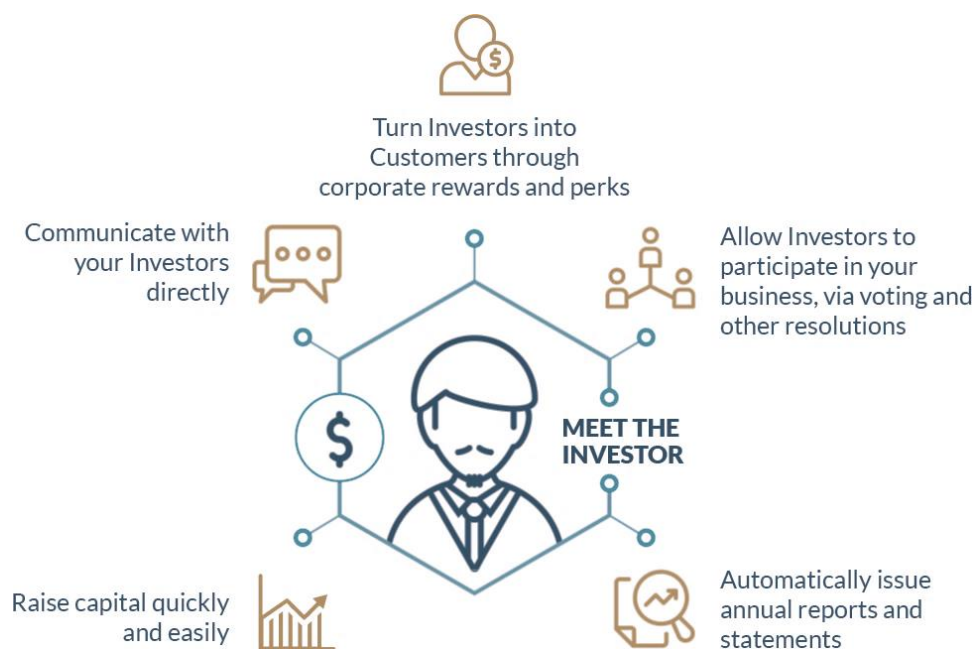 $
Turn Investors into
Customers through
corporate rewards and perks
Communicate with
your Investors
directly
Allow Investors to
participate in your
business, via voting and
other resolutions
$
MEET THE
INVESTOR
Raise capital quickly
and easily
Automatically issue
annual reports and
statements